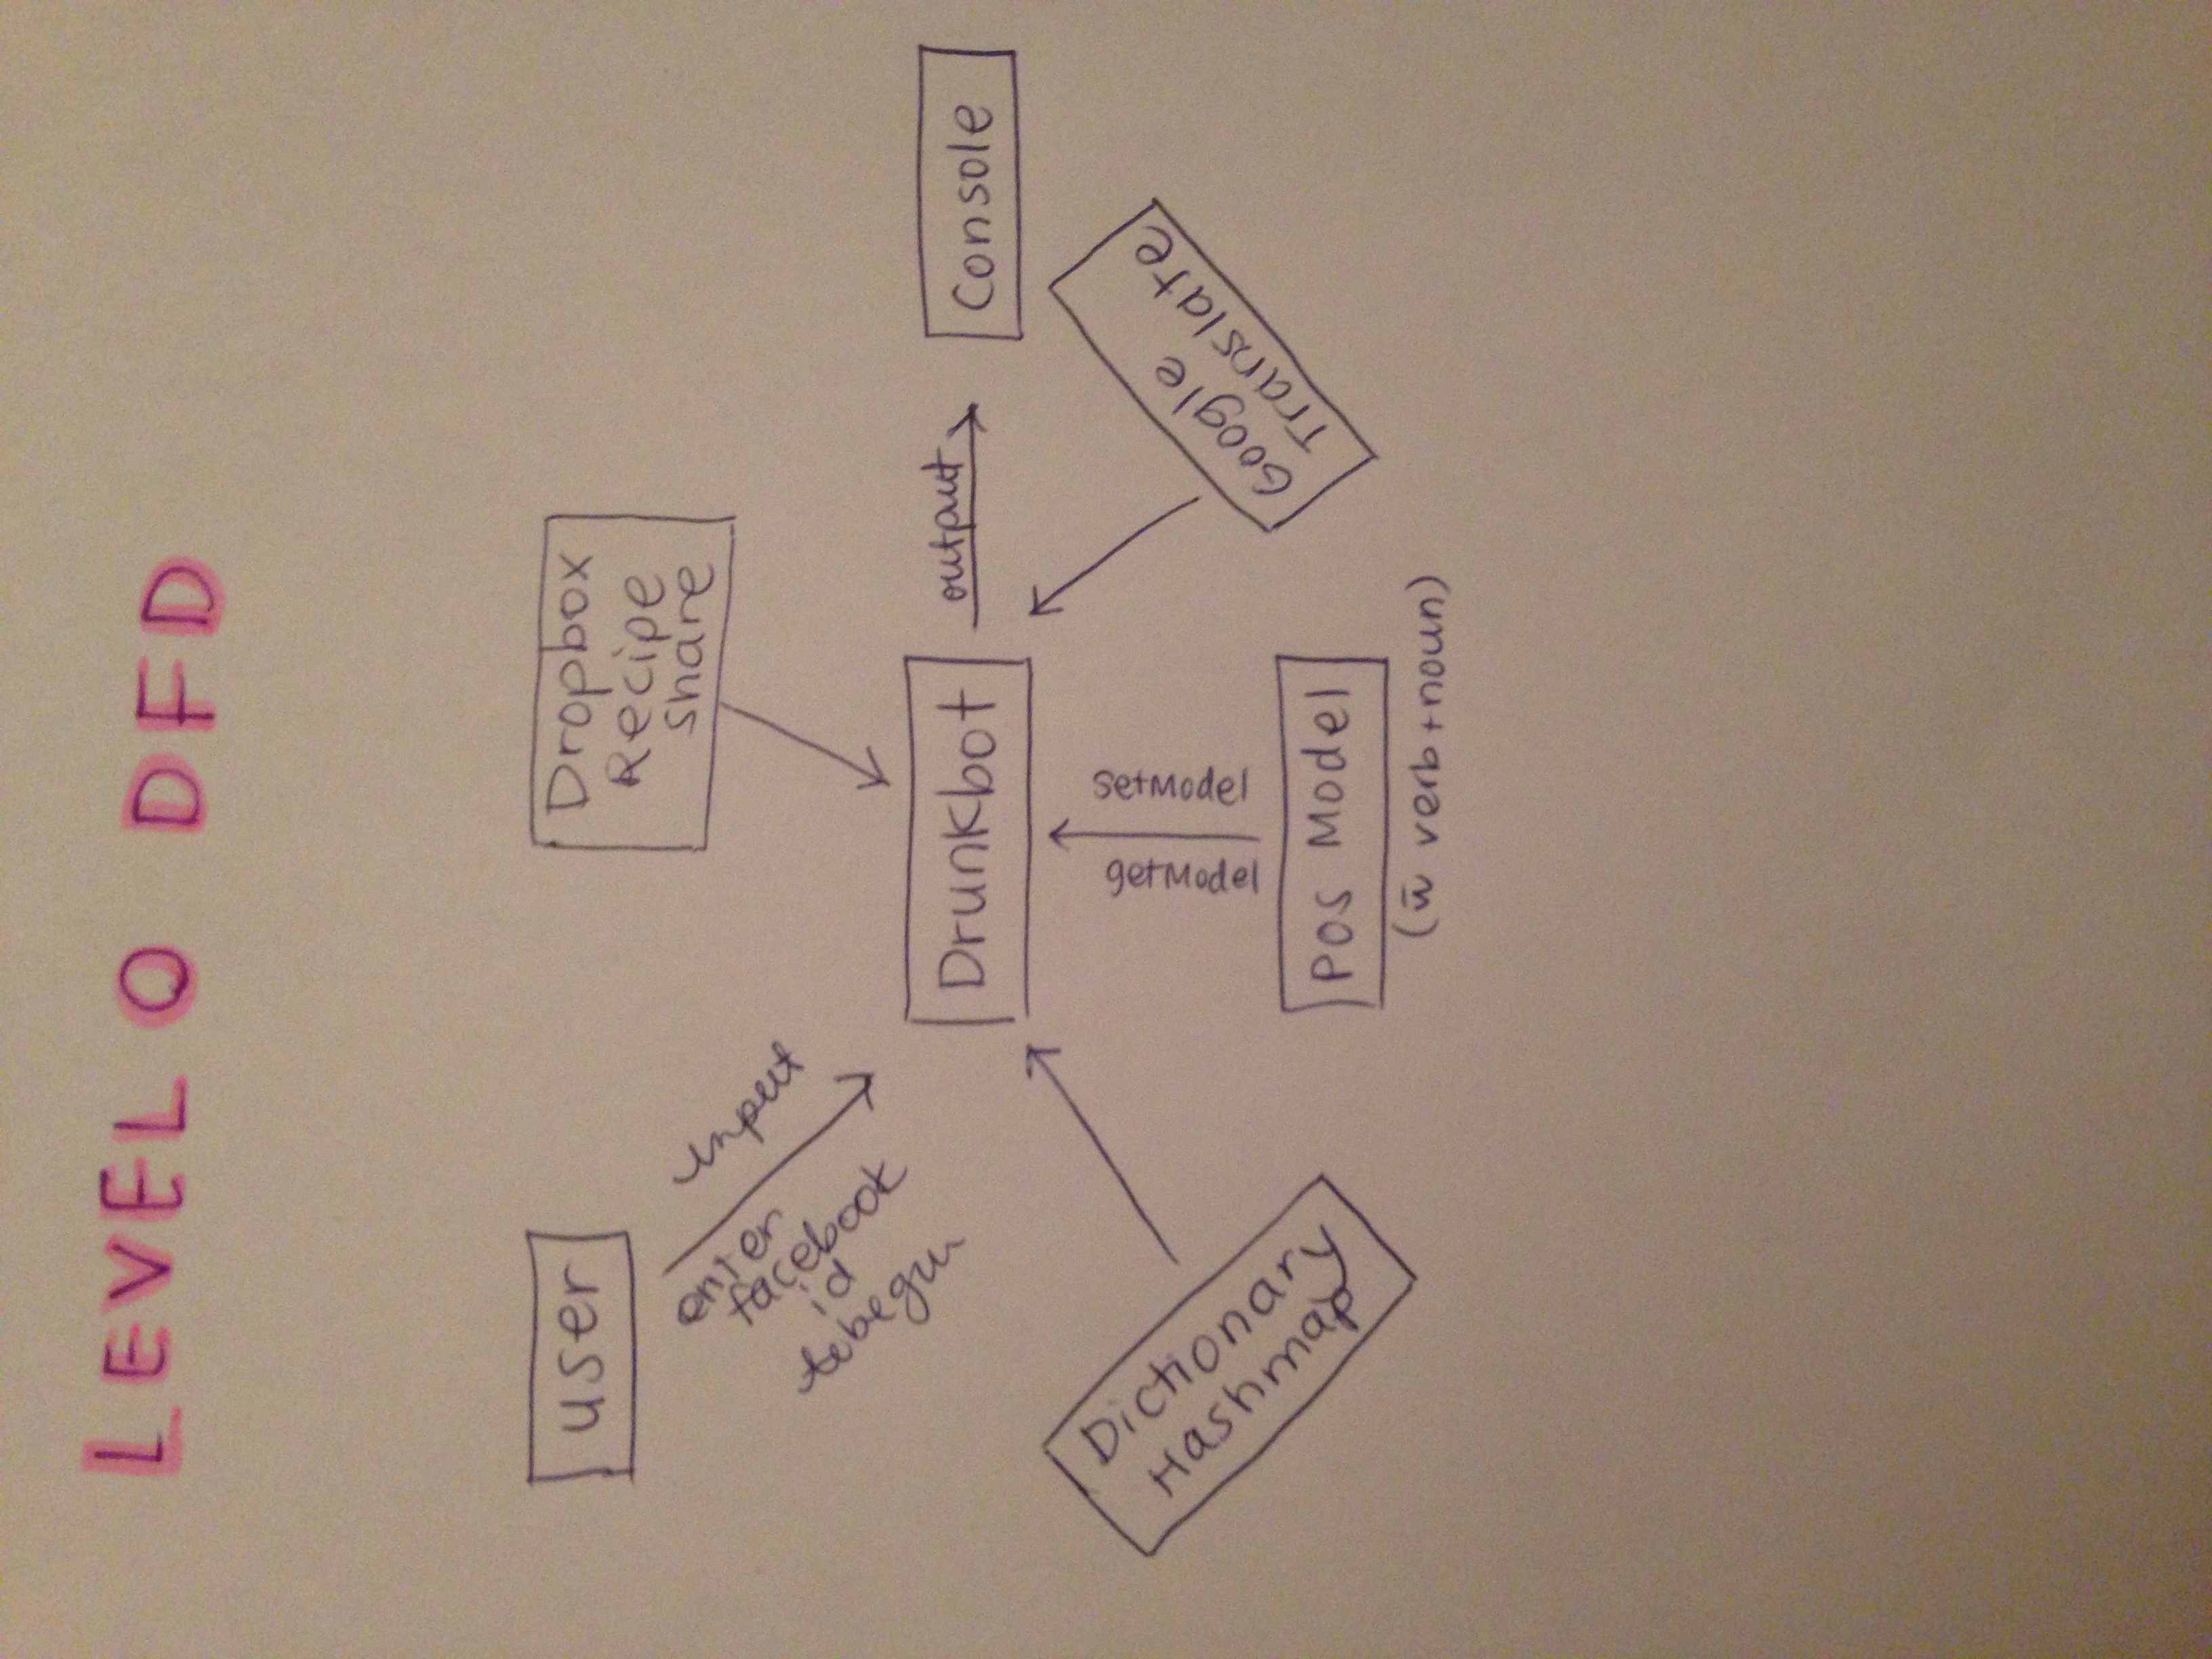 LEVEL 0 DFD
user
Dropbox
Recipe
share
input
enter
facebook
id
to begin
Drunkbot
output
Console
Dictionary
Hashmap
getModel
setModel
Google
Translate
POS Model
(w̄ verb+noun)